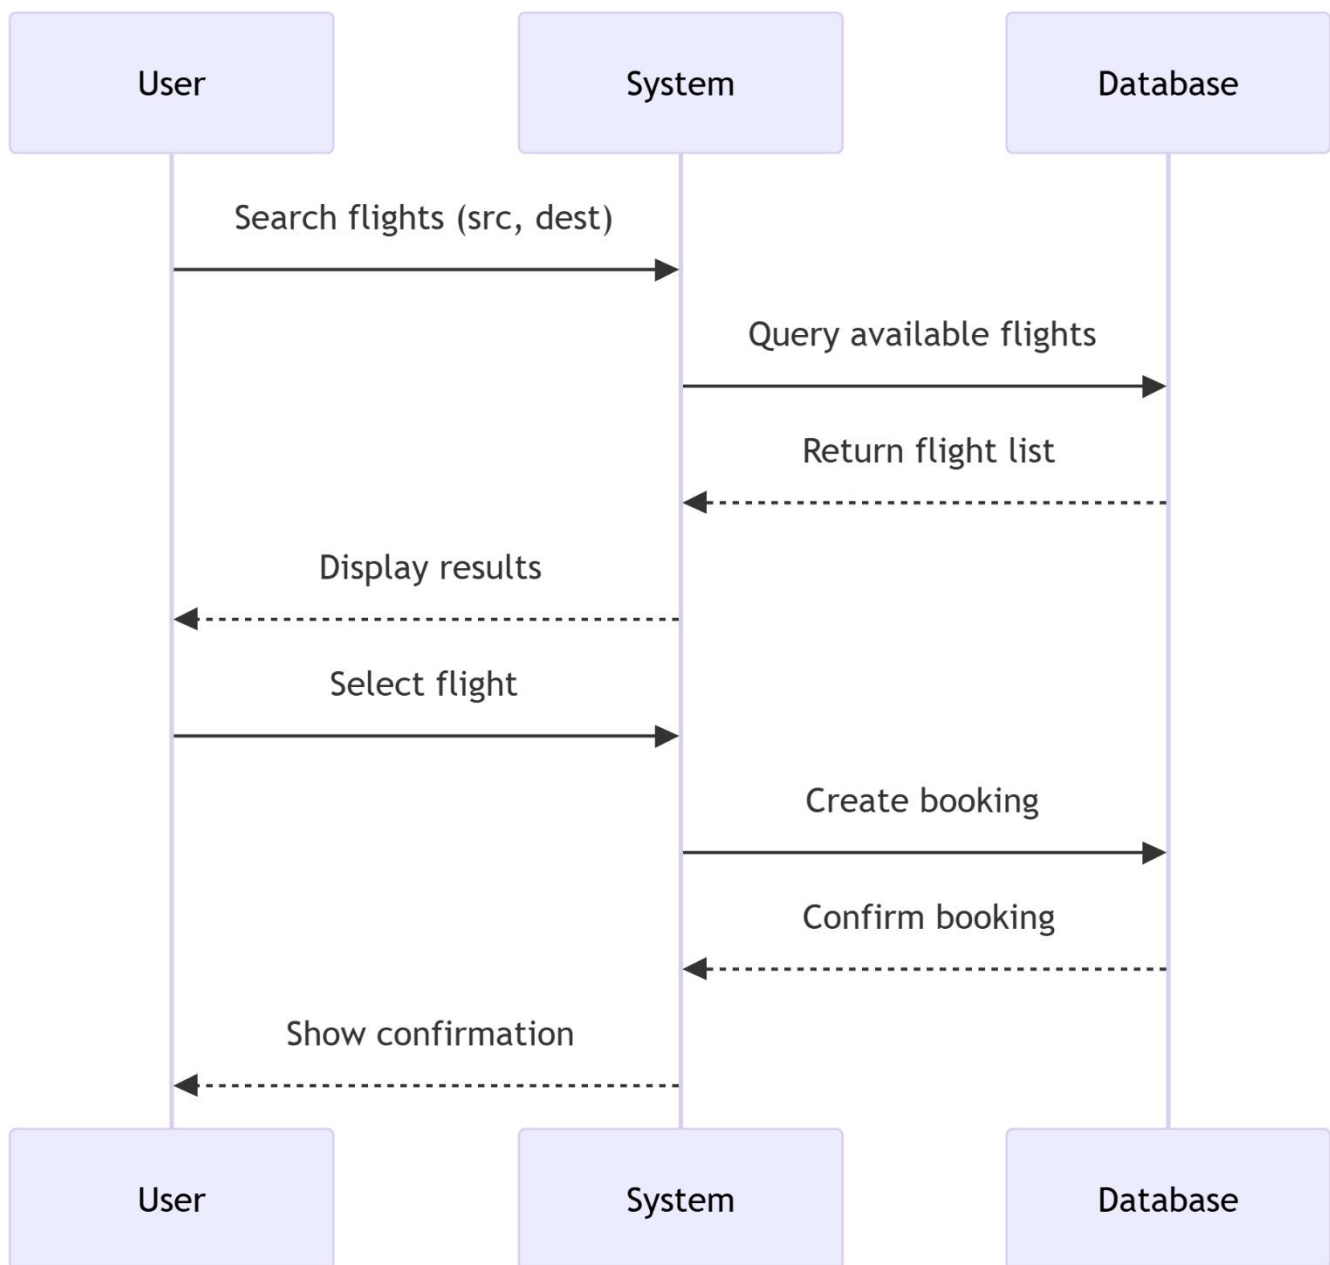 User
System
Database
Search flights (src, dest)
Query available flights
Return flight list
Display results
Select flight
Create booking
Confirm booking
Show confirmation
User
System
Database